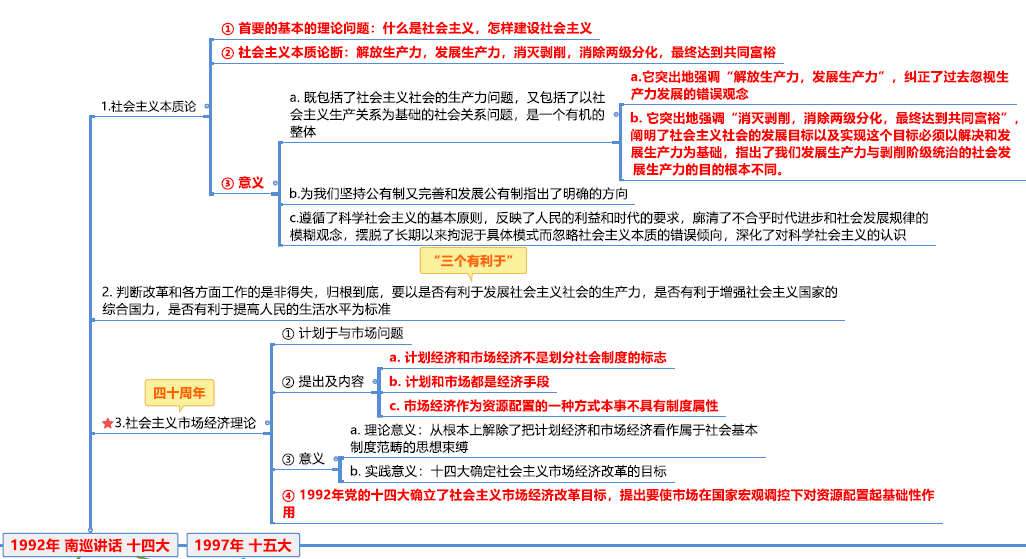 ① 首要的基本的理论问题：什么是社会主义，怎样建设社会主义
② 社会主义本质论断：解放生产力，发展生产力，消灭剥削，消除两级分化，最终达到共同富裕
1.社会主义本质论
a. 既包括了社会主义社会的生产力问题，又包括了以社
会主义生产关系为基础的社会关系问题，是一个有机的
整体
a.它突出地强调“解放生产力，发展生产力”，纠正了过去忽视生
产力发展的错误观念
b. 它突出地强调“消灭剥削，消除两级分化，最终达到共同富裕”，
阐明了社会主义社会的发展目标以及实现这个目标必须以解决和发
展生产力为基础，指出了我们发展生产力与剥削阶级统治的社会发
展生产力的目的根本不同。
③ 意义
b.为我们坚持公有制又完善和发展公有制指出了明确的方向
c.遵循了科学社会主义的基本原则，反映了人民的利益和时代的要求，廓清了不合乎时代进步和社会发展规律的
模糊观念，摆脱了长期以来拘泥于具体模式而忽略社会主义本质的错误倾向，深化了对科学社会主义的认识
“三个有利于”
2. 判断改革和各方面工作的是非得失，归根到底，要以是否有利于发展社会主义社会的生产力，是否有利于增强社会主义国家的
综合国力，是否有利于提高人民的生活水平为标准
① 计划于与市场问题
② 提出及内容
a. 计划经济和市场经济不是划分社会制度的标志
b. 计划和市场都是经济手段
c. 市场经济作为资源配置的一种方式本事不具有制度属性
四十周年
3.社会主义市场经济理论
③ 意义
a. 理论意义：从根本上解除了把计划经济和市场经济看作属于社会基本
制度范畴的思想束缚
b. 实践意义：十四大确定社会主义市场经济改革的目标
④ 1992年党的十四大确立了社会主义市场经济改革目标，提出要使市场在国家宏观调控下对资源配置起基础性作
用
1992年 南巡讲话 十四大
1997年 十五大